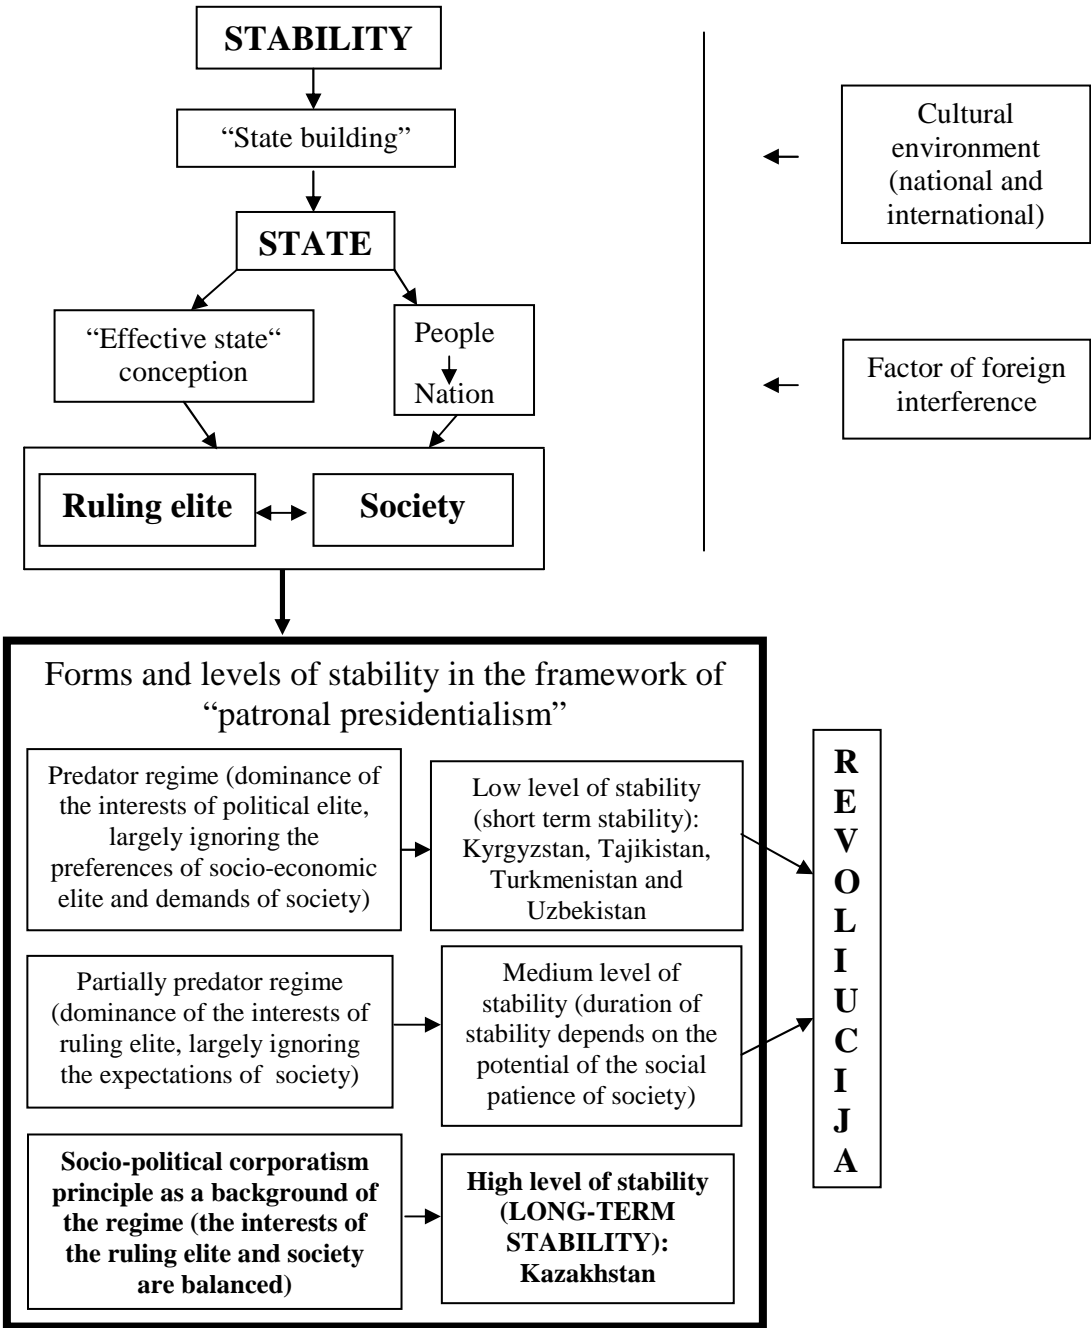 STABILITY
“State building”
STATE
“Effective state“
conception
People
Nation
Ruling elite
Society
Cultural
environment
(national and
international)
Factor of foreign
interference
Forms and levels of stability in the framework of
“patronal presidentialism”
Predator regime (dominance of
the interests of political elite,
largely ignoring the
preferences of socio-economic
elite and demands of society)
Low level of stability
(short term stability):
Kyrgyzstan, Tajikistan,
Turkmenistan and
Uzbekistan
Partially predator regime
(dominance of the interests of
ruling elite, largely ignoring
the expectations of society)
Medium level of
stability (duration of
stability depends on the
potential of the social
patience of society)
Socio-political corporatism
principle as a background of
the regime (the interests of
the ruling elite and society
are balanced)
High level of stability
(LONG-TERM
STABILITY):
Kazakhstan
R
E
V
O
L
I
U
C
I
J
A